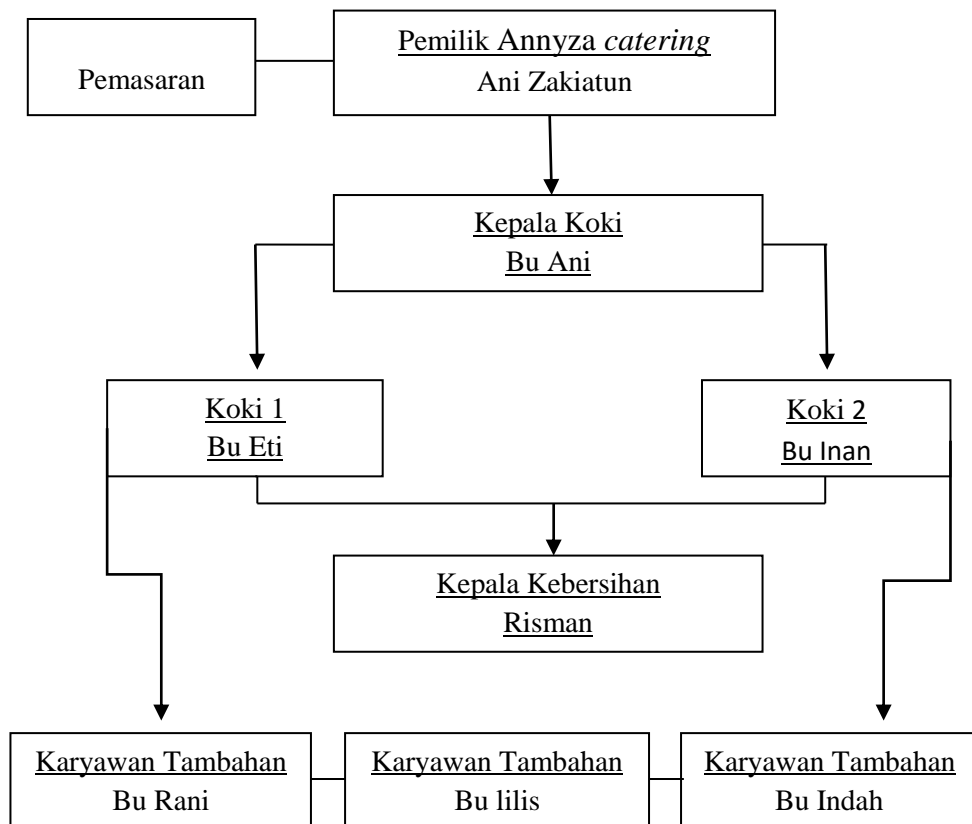 Pemilik Annyza catering
Ani Zakiatun
Pemasaran
Kepala Koki
Bu Ani
Koki 1
Bu Eti
Koki 2
Bu Inan
Kepala Kebersihan
Risman
Karyawan Tambahan
Bu Rani
Karyawan Tambahan
Bu lilis
Karyawan Tambahan
Bu Indah